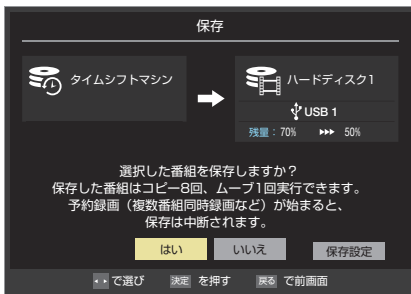 保存
タイムシフトマシン
ハードディスク1
USB 1
残量：70% ▶▶▶ 50%
選択した番組を保存しますか？
保存した番組はコピー8回、ムーブ1回実行できます。
予約録画（複数番組同時録画など）が始まると、
保存は中断されます。
はい いいえ 保存設定
で選び 決定 を押す 戻る で前画面